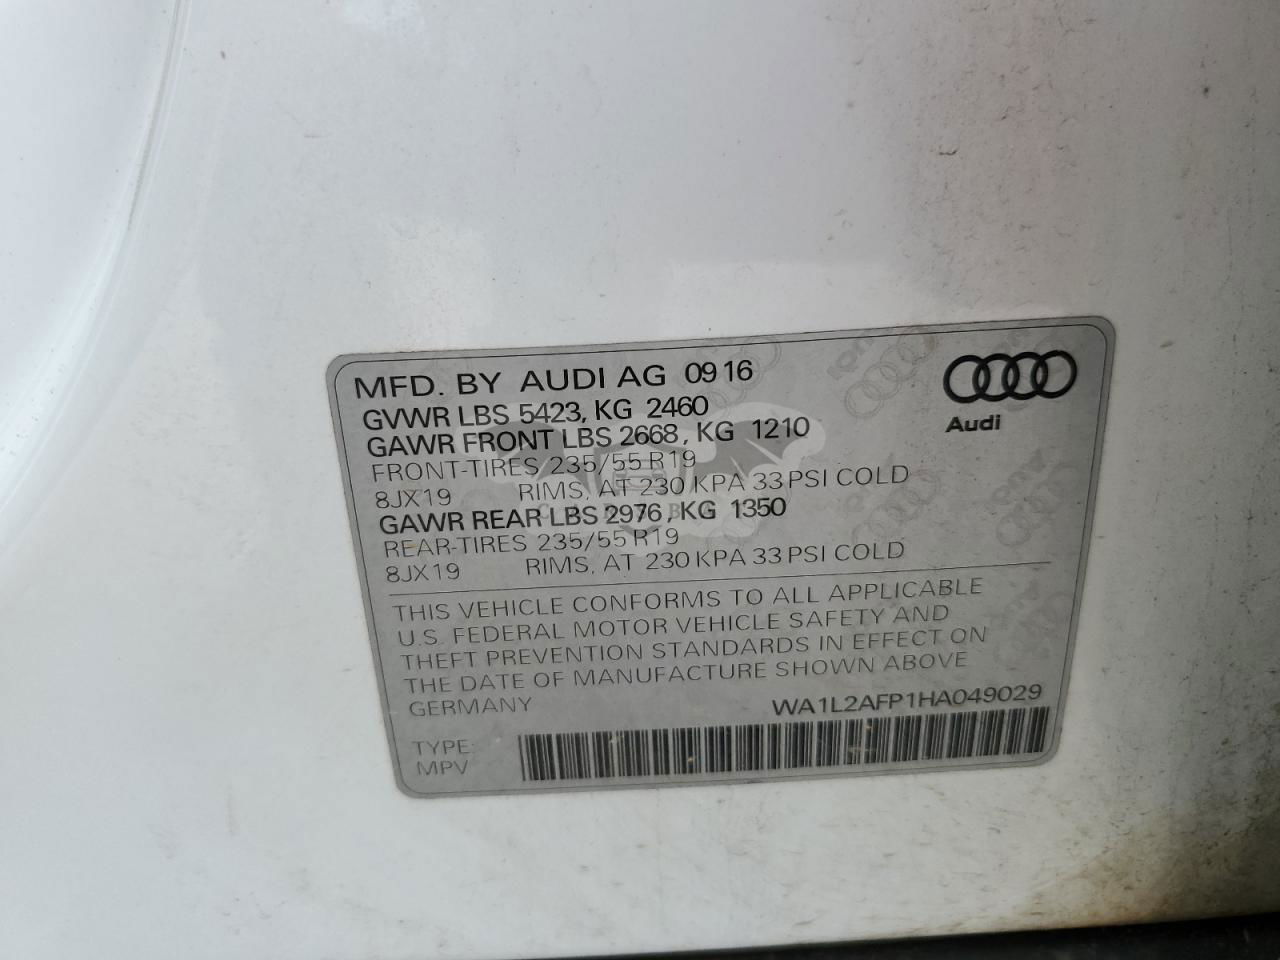 MFD. BY AUDI AG 09 16
GVWR LBS 5423, KG 2460
GAWR FRONT LBS 2668, KG 1210
FRONT-TIRES 235/55 R19
8JX19 RIMS, AT 230 KPA 33 PSI COLD
GAWR REAR LBS 2976, KG 1350
REAR-TIRES 235/55 R19
8JX19 RIMS, AT 230 KPA 33 PSI COLD
Audi
THIS VEHICLE CONFORMS TO ALL APPLICABLE
U.S. FEDERAL MOTOR VEHICLE SAFETY AND
THEFT PREVENTION STANDARDS IN EFFECT ON
THE DATE OF MANUFACTURE SHOWN ABOVE
GERMANY WA1L2AFP1HA049029
TYPE:
MPV